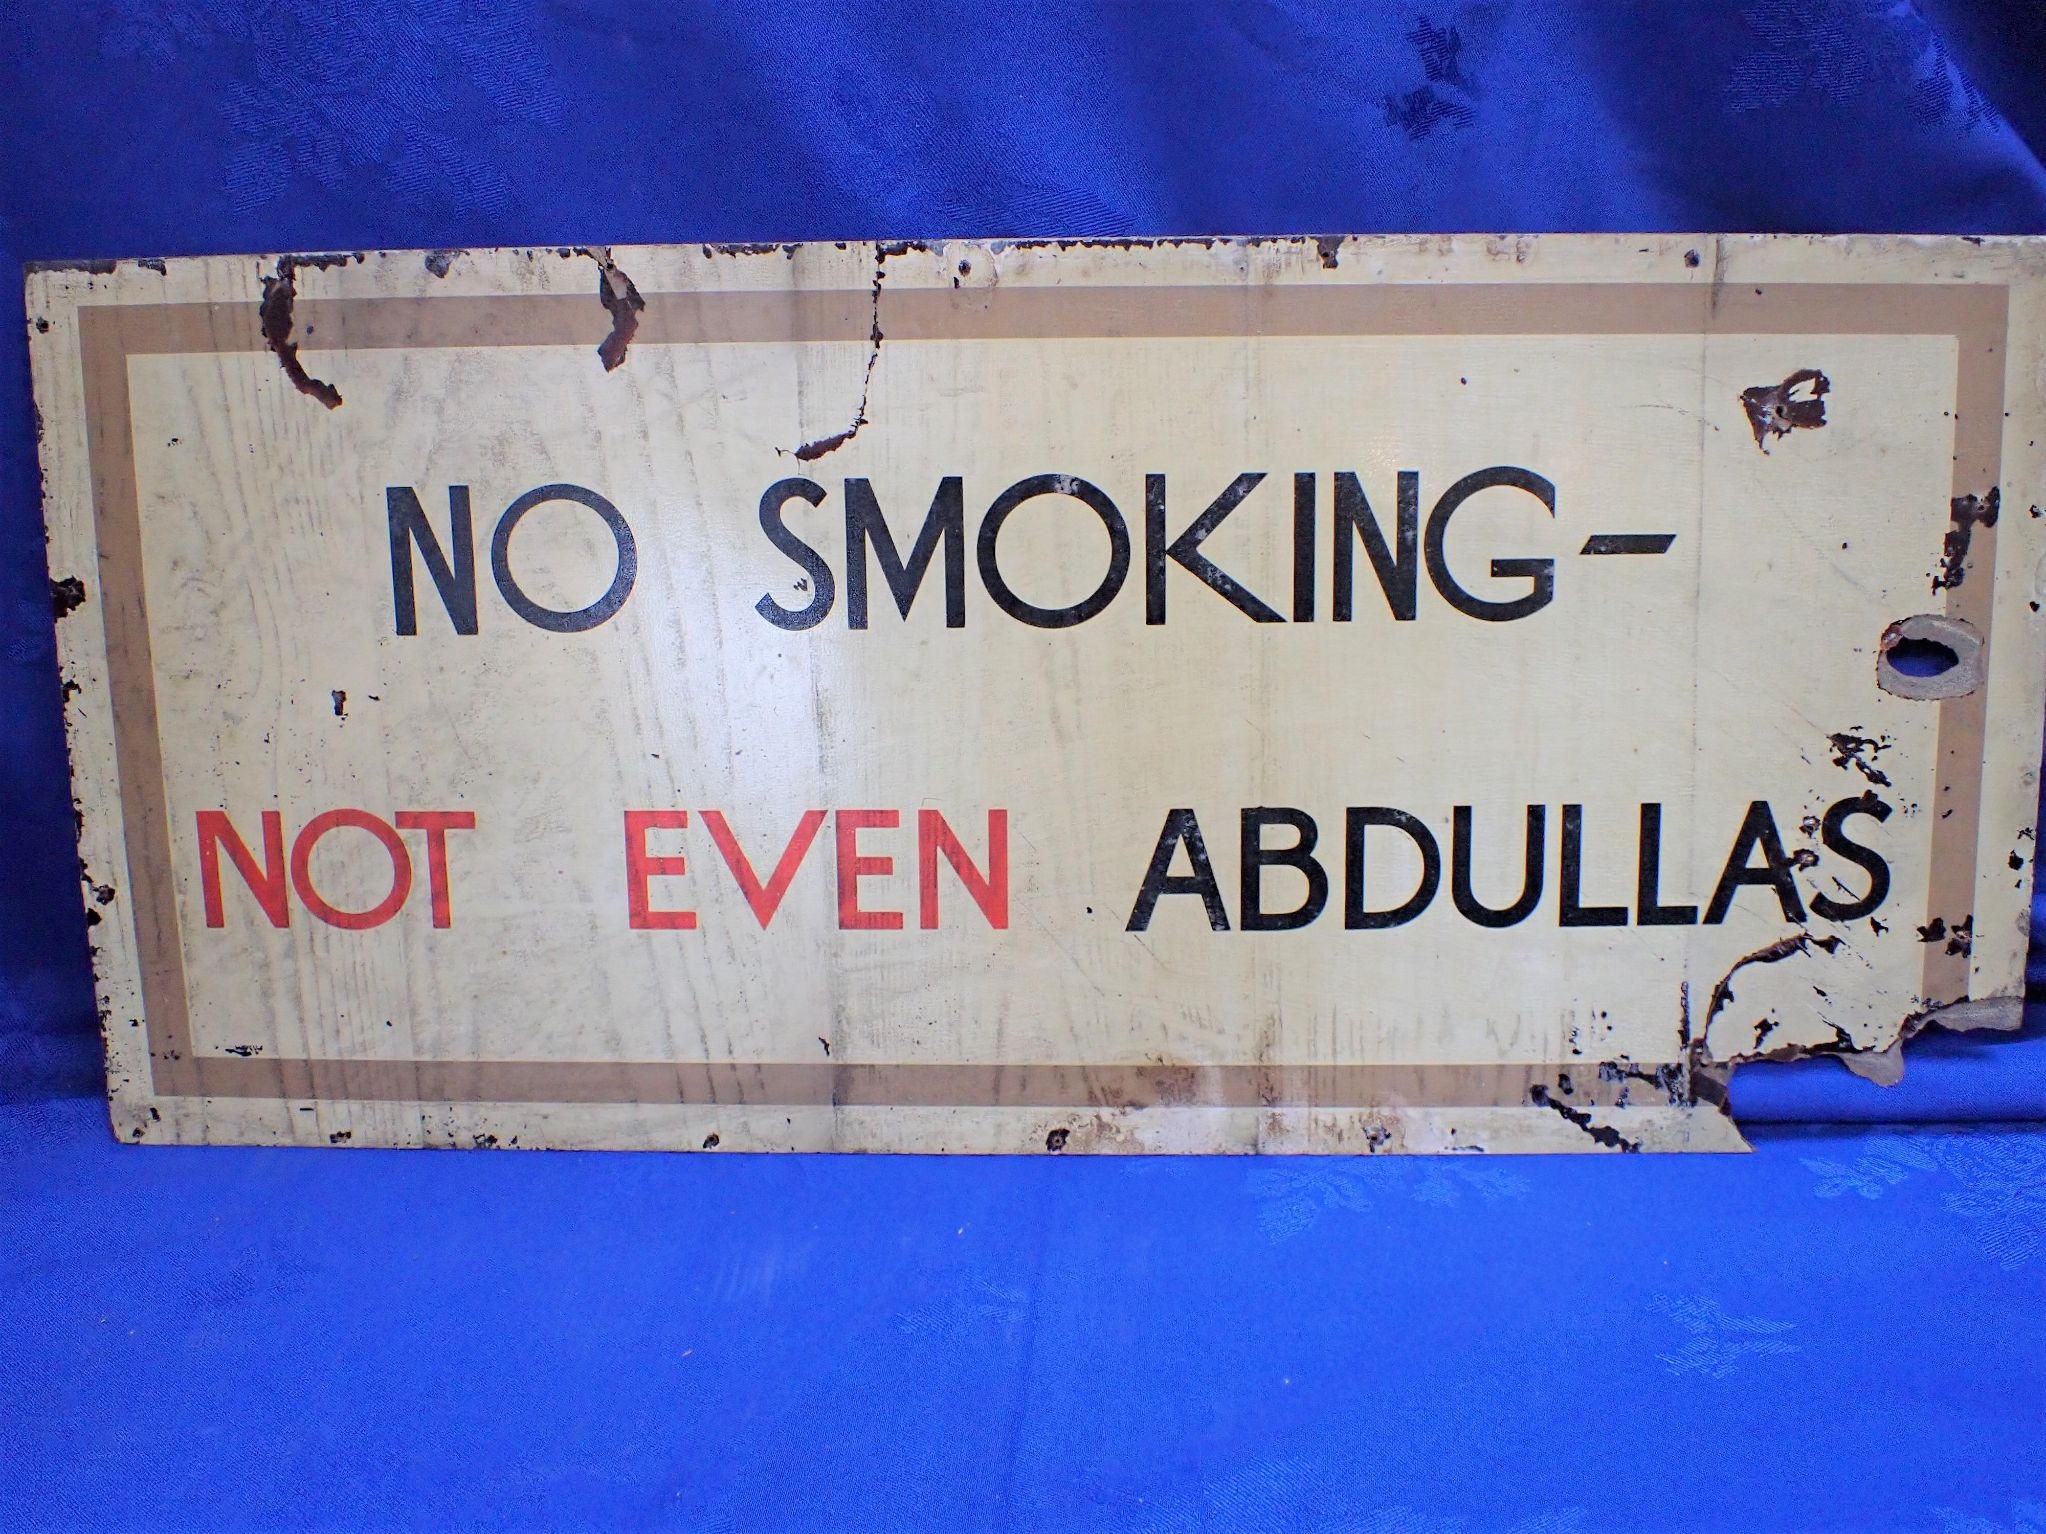 NO SMOKING-
NOT EVEN ABDULLAS